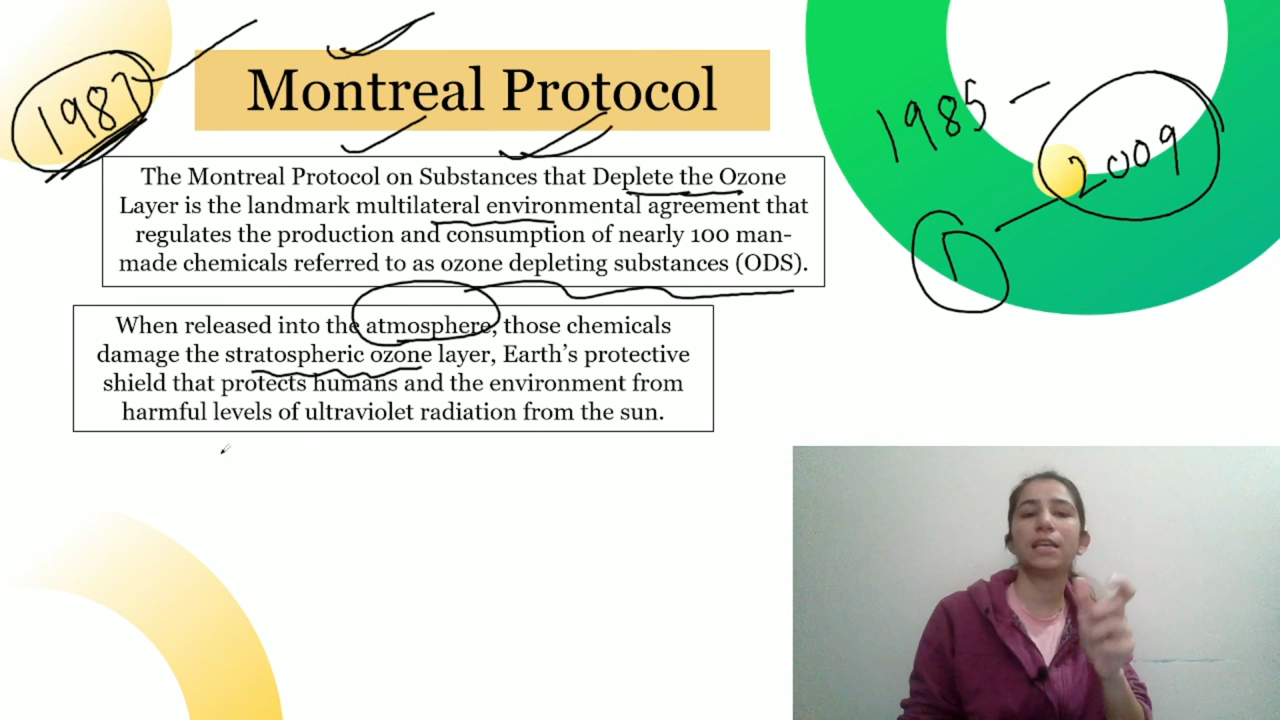 1987
Montreal Protocol
1985 –
2009
The Montreal Protocol on Substances that Deplete the Ozone
Layer is the landmark multilateral environmental agreement that
regulates the production and consumption of nearly 100 man-
made chemicals referred to as ozone depleting substances (ODS).
When released into the atmosphere, those chemicals
damage the stratospheric ozone layer, Earth's protective
shield that protects humans and the environment from
harmful levels of ultraviolet radiation from the sun.